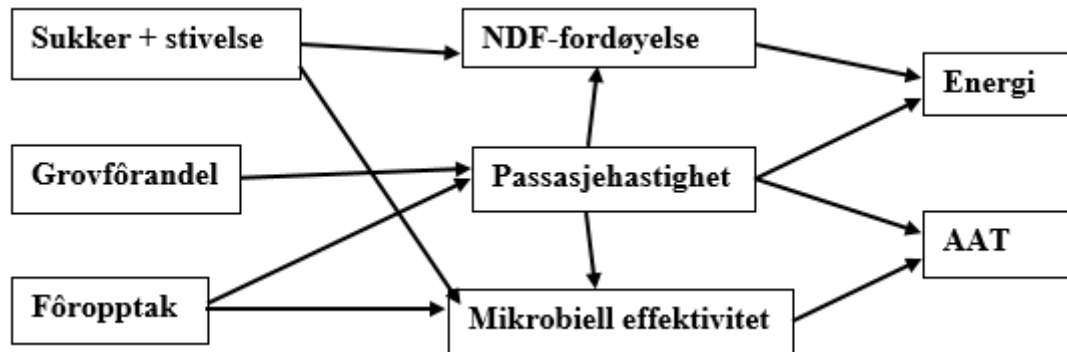 Sukker + stivelse
NDF-fordøyelse
Energi
Grovfôrandel
Passasjehastighet
AAT
Fôropptak
Mikrobiell effektivitet